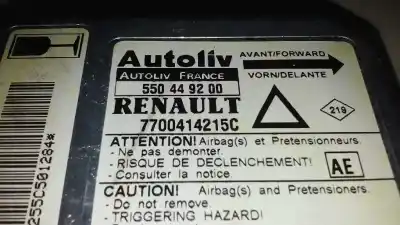 Autoliv
AUTOLIV FRANCE
550 44 92 00
RENAULT
7700414215C
AVANT/FORWARD
VORN/DELANTE
219
ATTENTION! Airbag(s) et Pretensionneurs.
- Ne pas demonter.
- RISQUE DE DECLENCHEMENT!
- Consulter la notice.
AE
CAUTION! Airbag(s) and Pretensioners.
- Do not remove.
- TRIGGERING HAZARD!
255C501284*